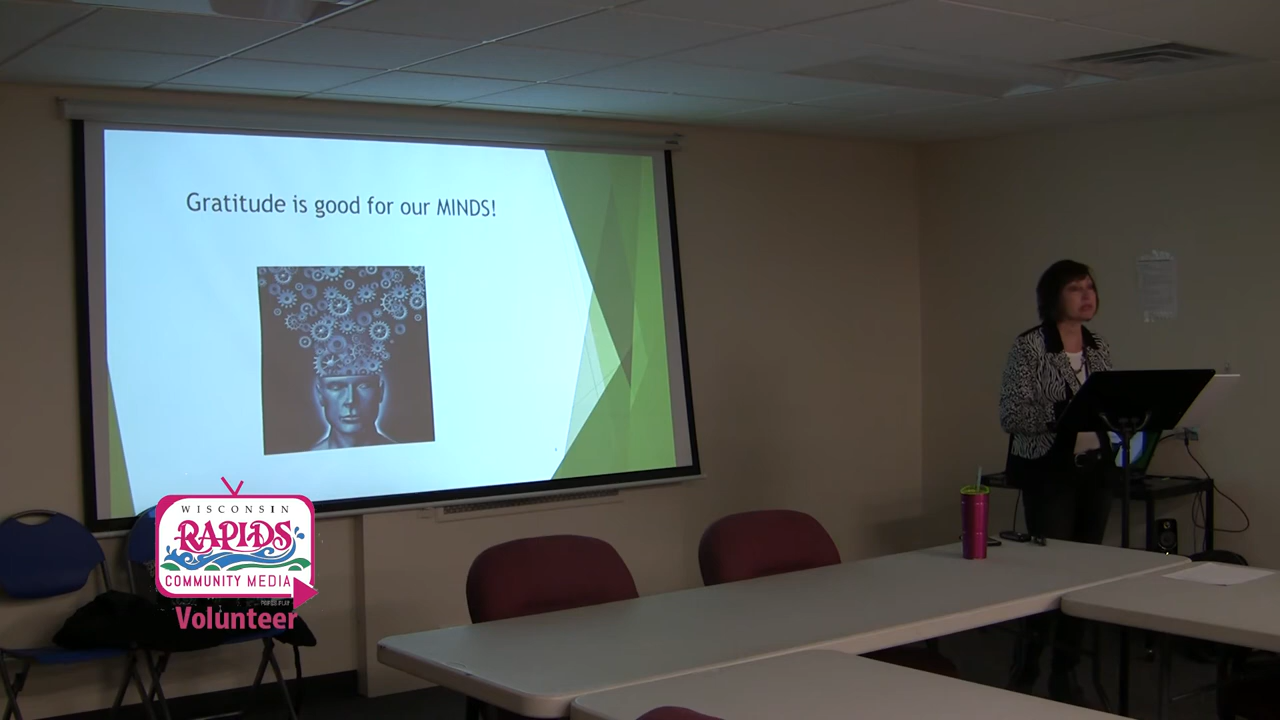 Gratitude is good for our MINDS!
WISCONSIN
RAPIDS
COMMUNITY MEDIA
Volunteer